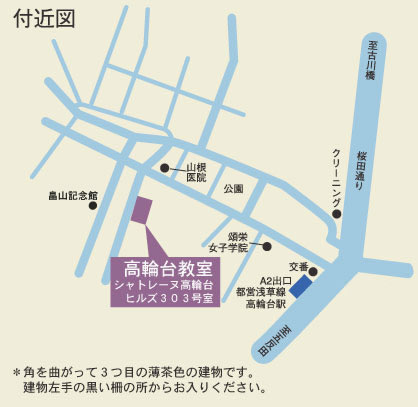 付近図
至古川橋
桜田通り
クリーニング
山根
医院
公園
畠山記念館
頌栄
女子学院
高輪台教室
シャトレーヌ高輪台
ヒルズ303号室
交番
A2出口
都営浅草線
高輪台駅
至五反田
＊角を曲がって３つ目の薄茶色の建物です。
建物左手の黒い柵の所からお入りください。